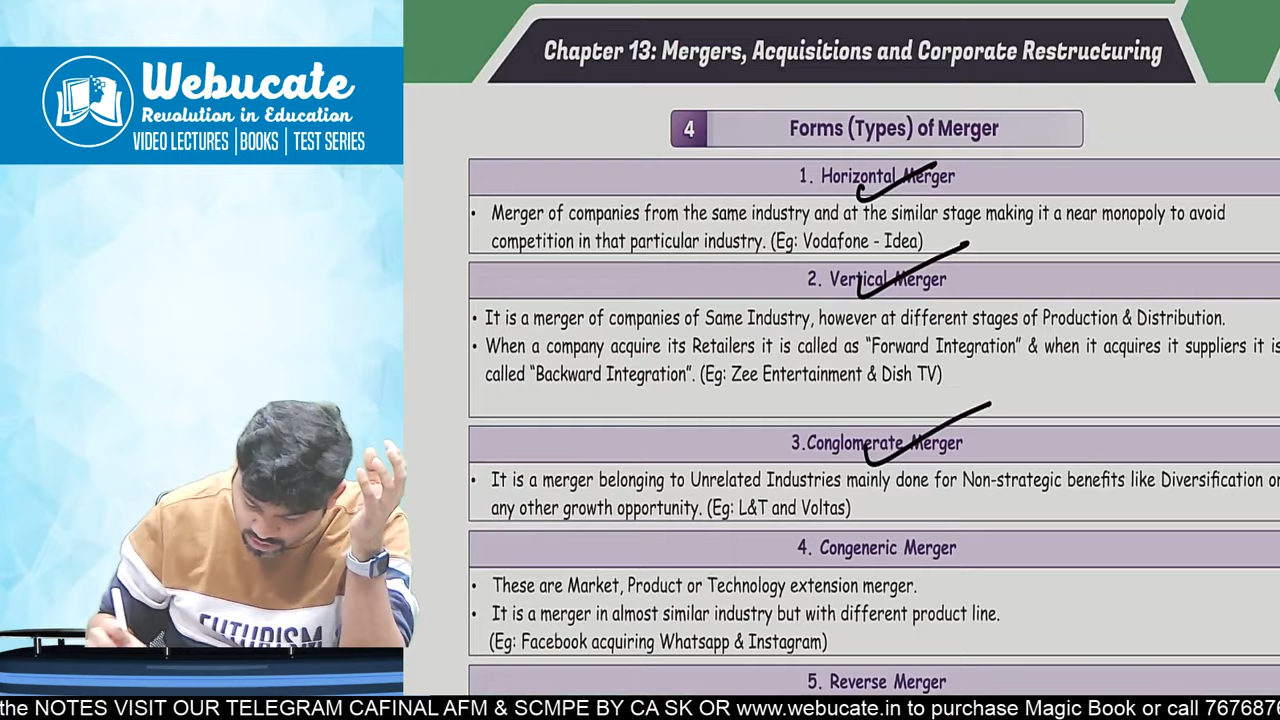 Webucate
Revolution in Education
VIDEO LECTURES | BOOKS | TEST SERIES
Chapter 13: Mergers, Acquisitions and Corporate Restructuring
4 Forms (Types) of Merger
1. Horizontal Merger
• Merger of companies from the same industry and at the similar stage making it a near monopoly to avoid
competition in that particular industry. (Eg: Vodafone - Idea)
2. Vertical Merger
• It is a merger of companies of Same Industry, however at different stages of Production & Distribution.
• When a company acquire its Retailers it is called as “Forward Integration” & when it acquires it suppliers it is
called “Backward Integration”. (Eg: Zee Entertainment & Dish TV)
3.Conglomerate Merger
• It is a merger belonging to Unrelated Industries mainly done for Non-strategic benefits like Diversification or
any other growth opportunity. (Eg: L&T and Voltas)
4. Congeneric Merger
• These are Market, Product or Technology extension merger.
• It is a merger in almost similar industry but with different product line.
(Eg: Facebook acquiring Whatsapp & Instagram)
5. Reverse Merger
FUTURISM
the NOTES VISIT OUR TELEGRAM CAFINAL AFM & SCMPE BY CA SK OR www.webucate.in to purchase Magic Book or call 7676876